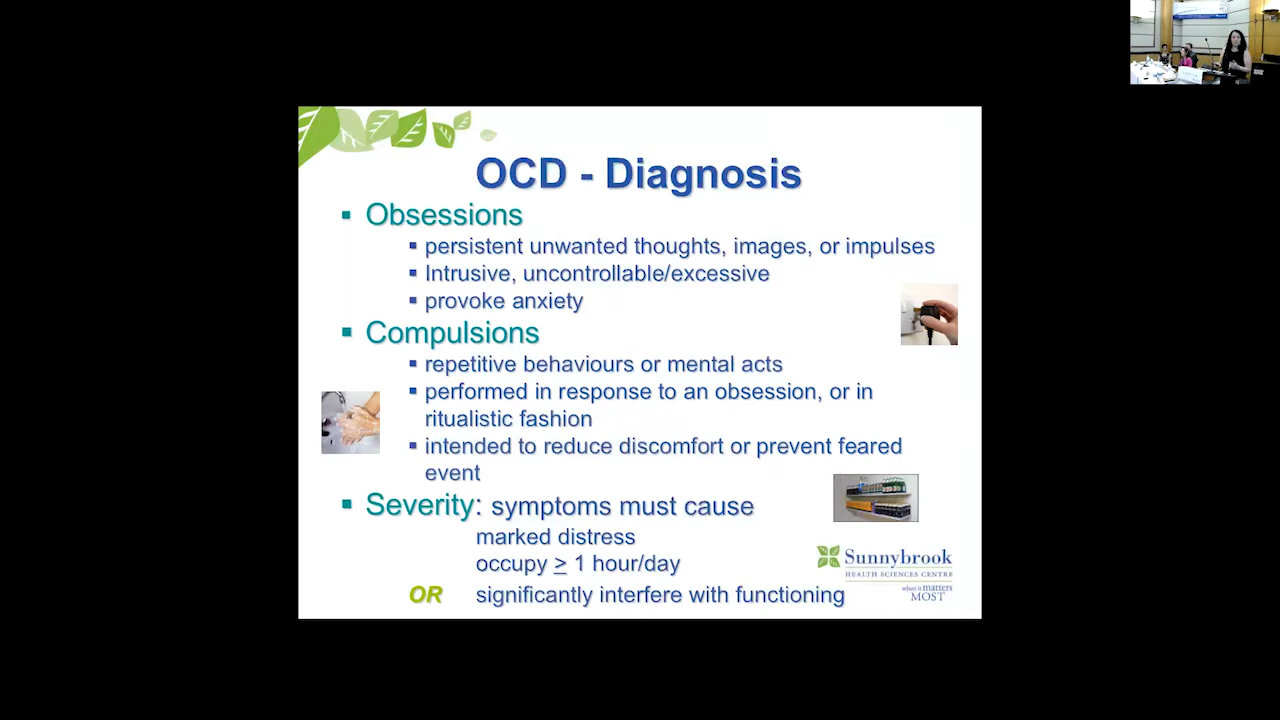 OCD - Diagnosis
Obsessions
persistent unwanted thoughts, images, or impulses
Intrusive, uncontrollable/excessive
provoke anxiety
Compulsions
repetitive behaviours or mental acts
performed in response to an obsession, or in
ritualistic fashion
intended to reduce discomfort or prevent feared
event
Severity: symptoms must cause
marked distress
occupy ≥ 1 hour/day
OR significantly interfere with functioning
Sunnybrook
HEALTH SCIENCES CENTRE
when it matters
MOST